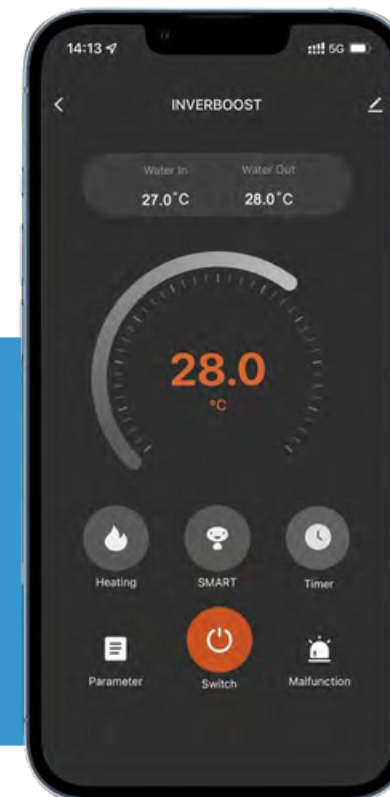 14:13 5G
INVERBOOST
Water In Water Out
27.0°C 28.0°C
28.0
°C
Heating SMART Timer
Parameter Switch Malfunction